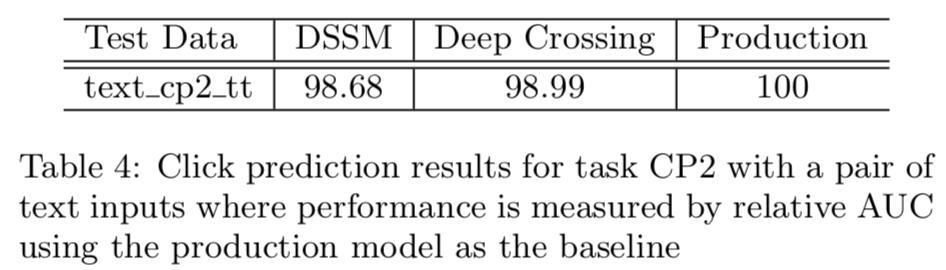 Test Data DSSM Deep Crossing Production
text_cp2_tt 98.68 98.99 100
Table 4: Click prediction results for task CP2 with a pair of
text inputs where performance is measured by relative AUC
using the production model as the baseline